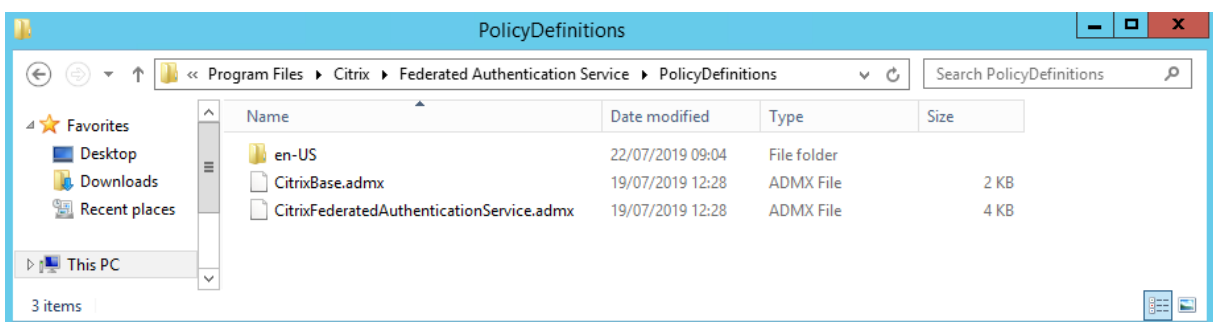 PolicyDefinitions
« Program Files Citrix Federated Authentication Service PolicyDefinitions Search PolicyDefinitions
Favorites
Desktop
Downloads
Recent places
This PC
Name Date modified Type Size
en-US 22/07/2019 09:04 File folder
CitrixBase.admx 19/07/2019 12:28 ADMX File 2 KB
CitrixFederatedAuthenticationService.admx 19/07/2019 12:28 ADMX File 4 KB
3 items